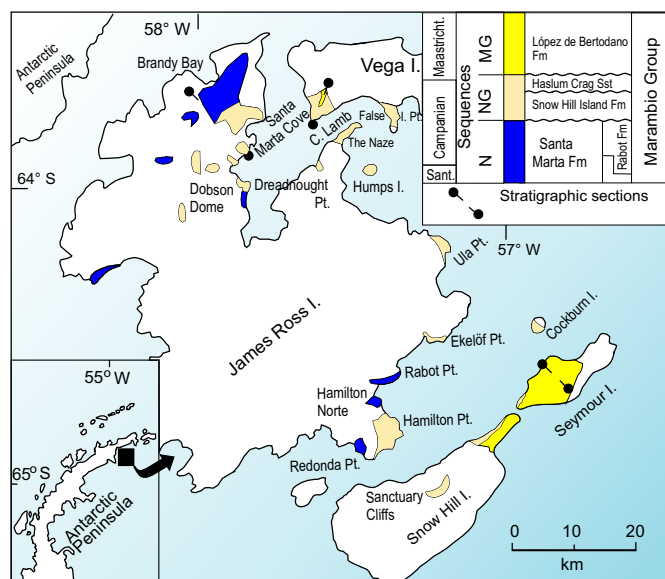 58° W
Antarctic
Peninsula
Brandy Bay
Vega I.
Santa
Marta Cove
C. Lamb
False
I. Pt.
The Naze
64° S
Dobson
Dome
Dreadnought
Pt.
Humps I.
Ula Pt.
57° W
James Ross I.
Cockburn I.
Ekelöf Pt.
Rabot Pt.
Hamilton
Norte
Hamilton Pt.
Redonda Pt.
Seymour I.
Sanctuary
Cliffs
Snow Hill I.
55° W
65° S
Antarctic
Peninsula
0 10 20
km
Sant.
Campanian
Maastricht.
Sequences
N
NG
MG
López de Bertodano
Fm
Haslum Crag Sst
Snow Hill Island Fm
Santa
Marta Fm
Rabot Fm
Marambio Group
Stratigraphic sections